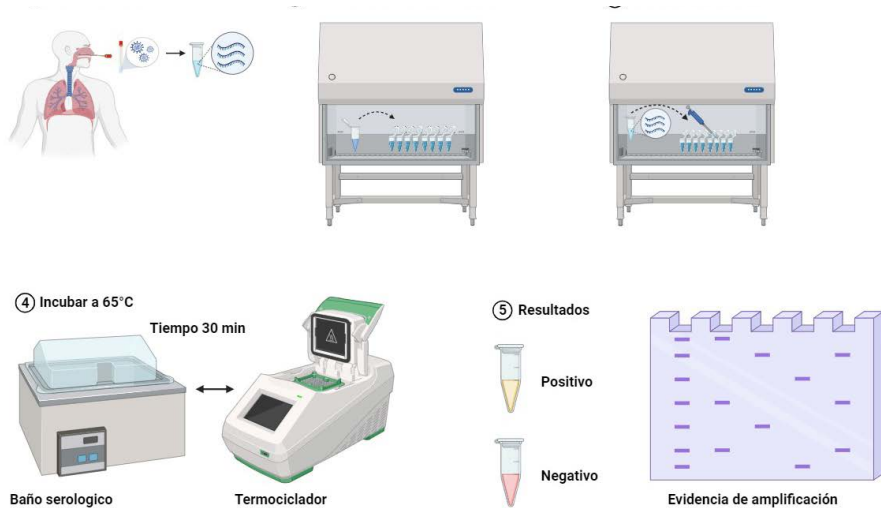 ④ Incubar a 65°C
Tiempo 30 min
Baño serologico
Termociclador
⑤ Resultados
Positivo
Negativo
Evidencia de amplificación